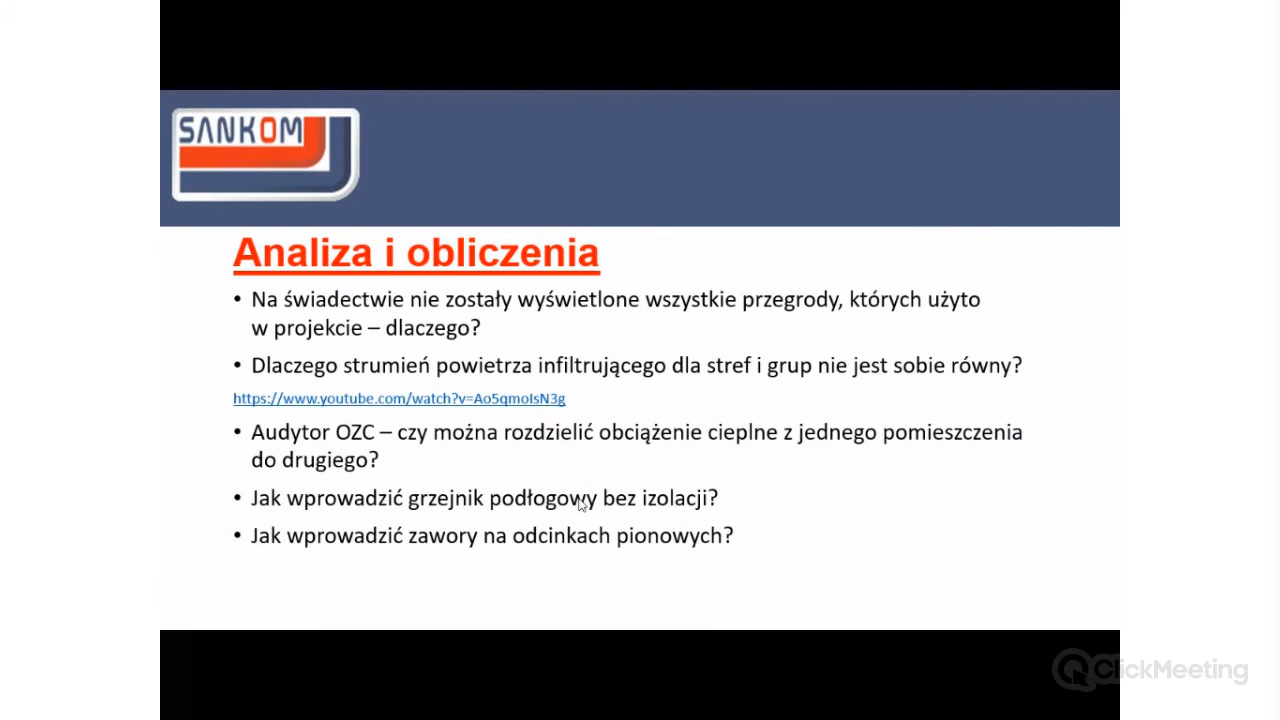 SANKOM
Analiza i obliczenia
• Na świadectwie nie zostały wyświetlone wszystkie przegrody, których użyto
w projekcie – dlaczego?
• Dlaczego strumień powietrza infiltrującego dla stref i grup nie jest sobie równy?
https://www.youtube.com/watch?v=Ao5qmoIsN3g
• Audytor OZC – czy można rozdzielić obciążenie cieplne z jednego pomieszczenia
do drugiego?
• Jak wprowadzić grzejnik podłogowy bez izolacji?
• Jak wprowadzić zawory na odcinkach pionowych?
ClickMeeting